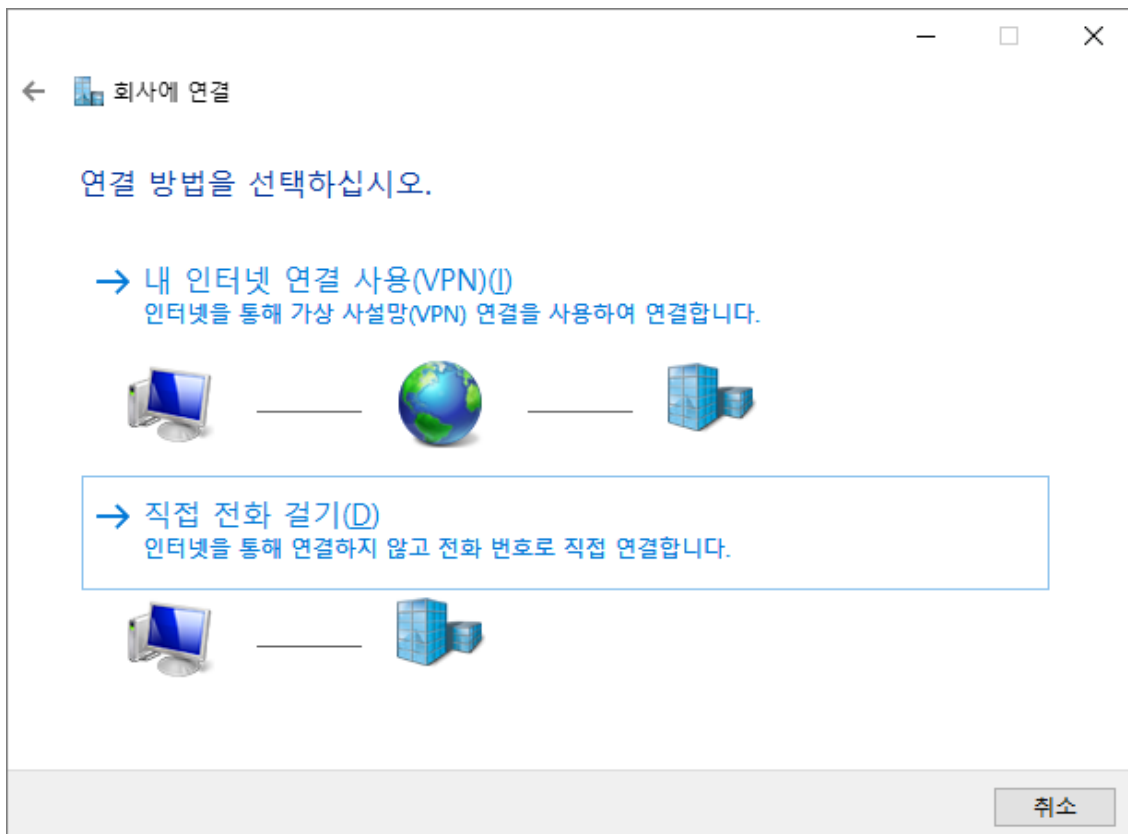 회사에 연결
연결 방법을 선택하십시오.
내 인터넷 연결 사용(VPN)(I)
인터넷을 통해 가상 사설망(VPN) 연결을 사용하여 연결합니다.
직접 전화 걸기(D)
인터넷을 통해 연결하지 않고 전화 번호로 직접 연결합니다.
취소